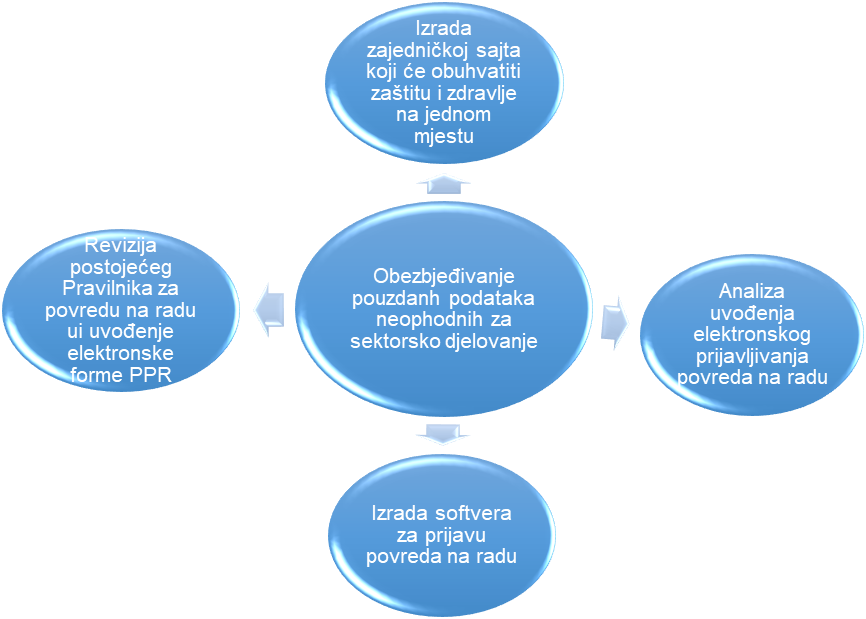 Izrada
zajedničkoj sajta
koji će obuhvatiti
zaštitu i zdravlje
na jednom
mjestu
Revizija
postojećeg
Pravilnika za
povredu na radu
ui uvođenje
elektronske
forme PPR
Obezbjeđivanje
pouzdanh podataka
neophodnih za
sektorsko djelovanje
Analiza
uvođenja
elektronskog
prijavljivanja
povreda na radu
Izrada softvera
za prijavu
povreda na radu